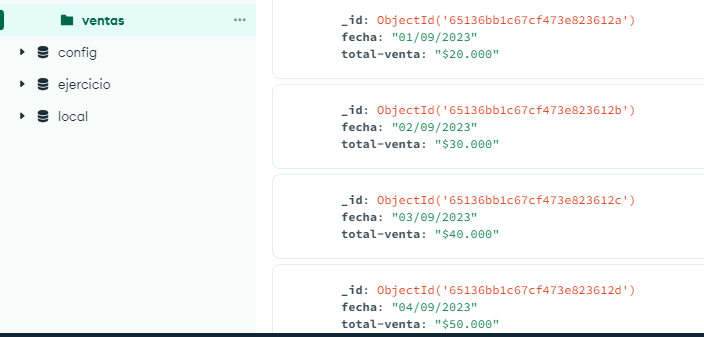 ventas
config
ejercicio
local
_id: ObjectId('65136bb1c67cf473e823612a')
fecha: "01/09/2023"
total-venta: "$20.000"
_id: ObjectId('65136bb1c67cf473e823612b')
fecha: "02/09/2023"
total-venta: "$30.000"
_id: ObjectId('65136bb1c67cf473e823612c')
fecha: "03/09/2023"
total-venta: "$40.000"
_id: ObjectId('65136bb1c67cf473e823612d')
fecha: "04/09/2023"
total-venta: "$50.000"